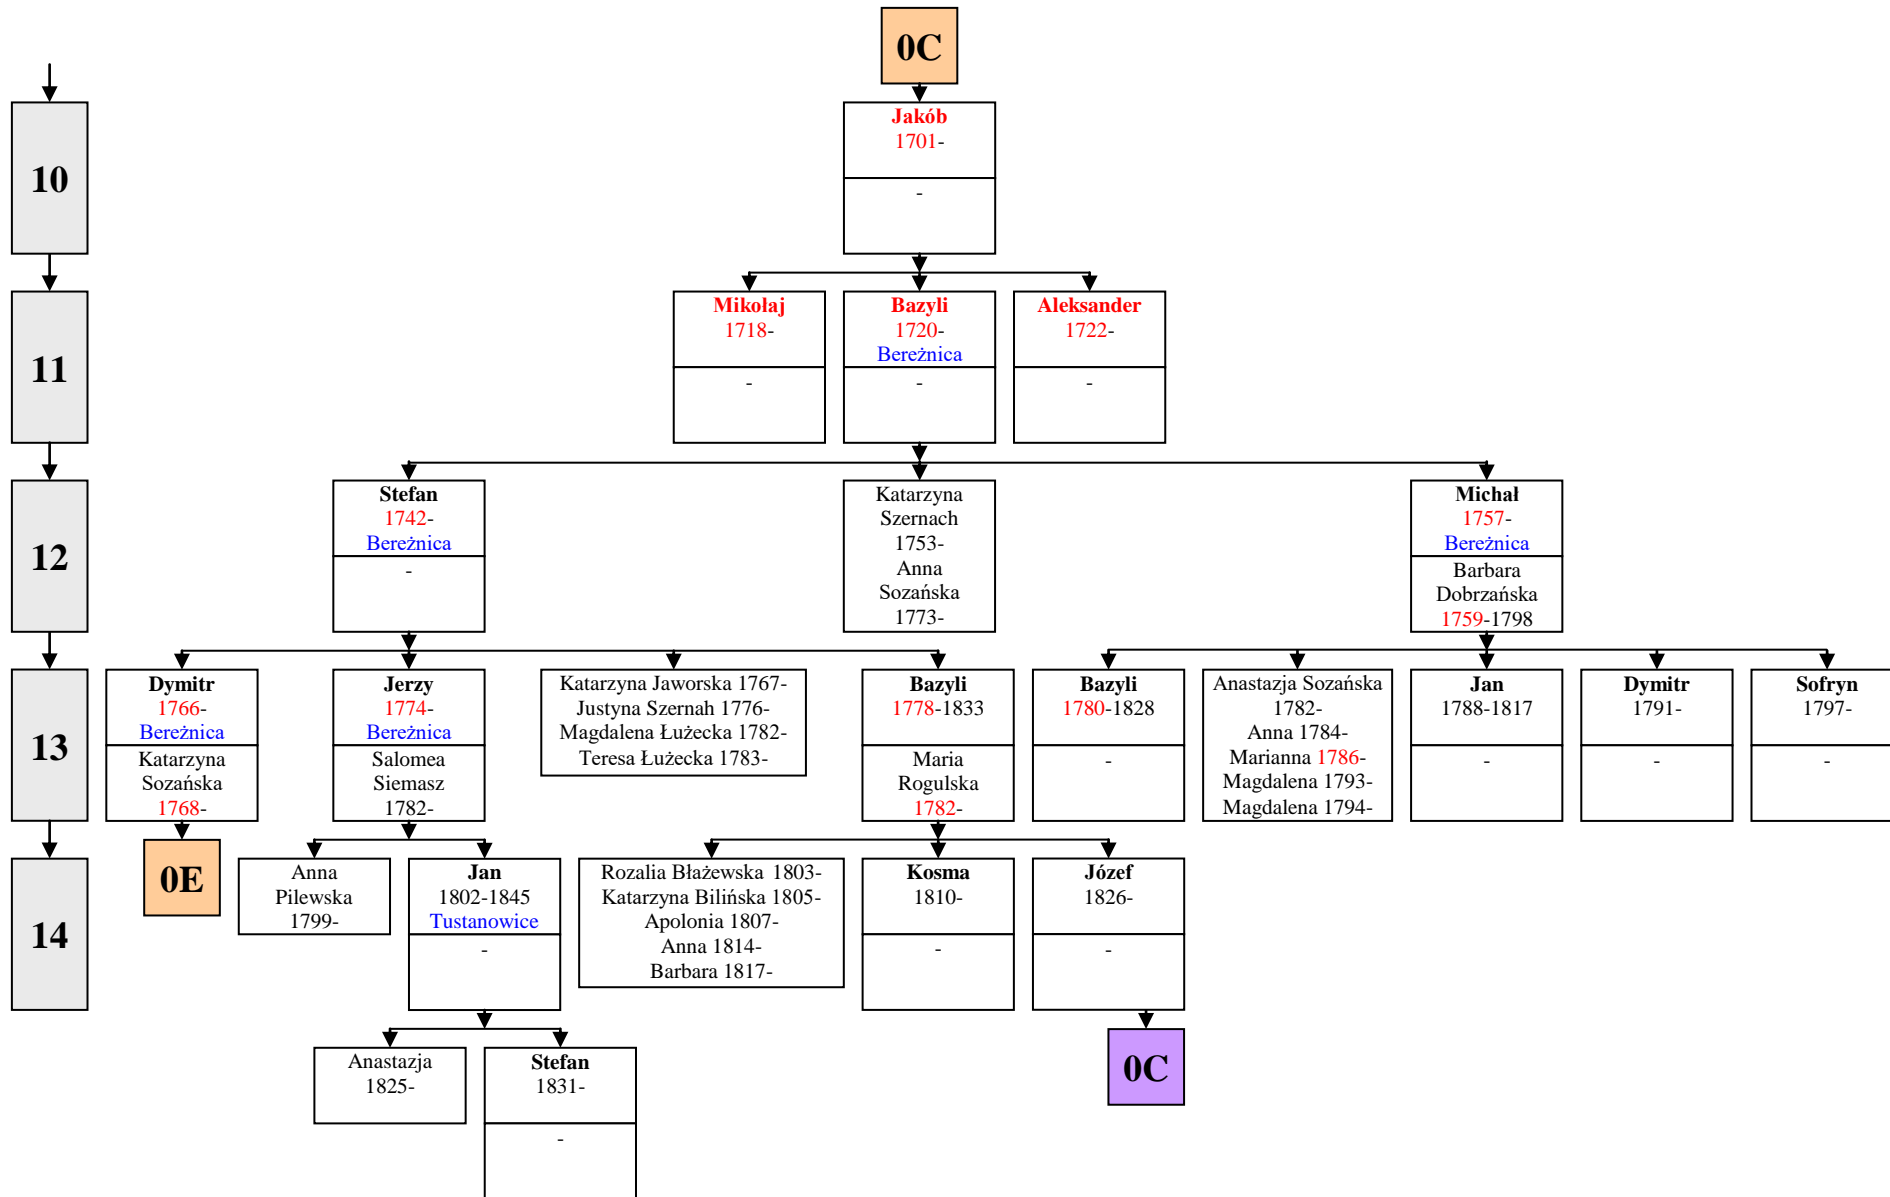 0C
10
Jakób
1701-
-
11
Mikołaj
1718-
-
Bazyli
1720-
Bereżnica
-
Aleksander
1722-
-
12
Stefan
1742-
Bereżnica
-
Katarzyna
Szernach
1753-
Anna
Sozańska
1773-
Michał
1757-
Bereżnica
Barbara
Dobrzańska
1759-1798
13
Dymitr
1766-
Bereżnica
Katarzyna
Sozańska
1768-
Jerzy
1774-
Bereżnica
Salomea
Siemasz
1782-
Katarzyna Jaworska 1767-
Justyna Szernah 1776-
Magdalena Łużecka 1782-
Teresa Łużecka 1783-
Bazyli
1778-1833
Maria
Rogulska
1782-
Bazyli
1780-1828
-
Anastazja Sozańska
1782-
Anna 1784-
Marianna 1786-
Magdalena 1793-
Magdalena 1794-
Jan
1788-1817
-
Dymitr
1791-
-
Sofryn
1797-
-
14
0E
Anna
Pilewska
1799-
Jan
1802-1845
Tustanowice
-
Rozalia Błażewska 1803-
Katarzyna Bilińska 1805-
Apolonia 1807-
Anna 1814-
Barbara 1817-
Kosma
1810-
-
Józef
1826-
-
Anastazja
1825-
Stefan
1831-
-
0C